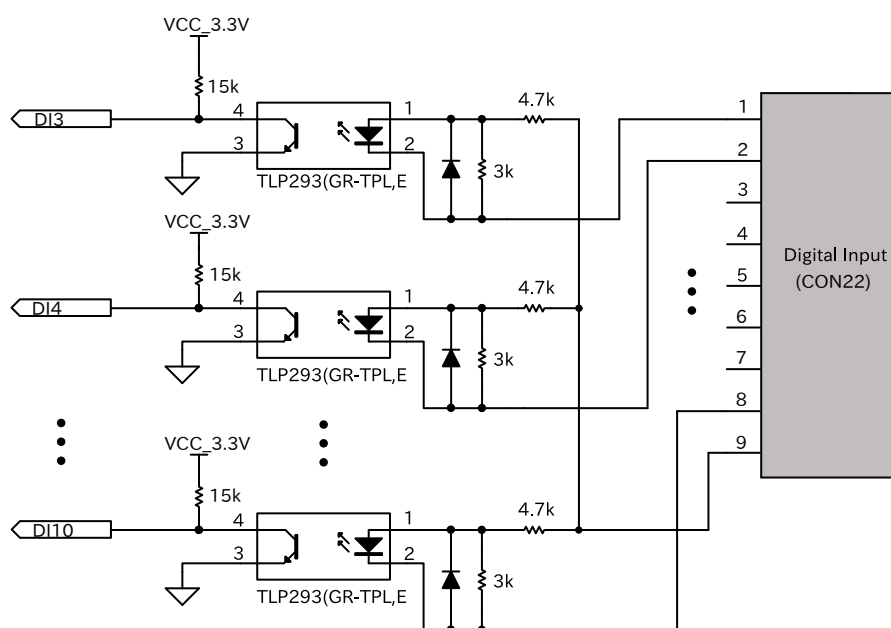 VCC_3.3V
15k
DI3
4
3
1
2
TLP293(GR-TPL,E
4.7k
3k
VCC_3.3V
15k
DI4
4
3
1
2
TLP293(GR-TPL,E
4.7k
3k
VCC_3.3V
15k
DI10
4
3
1
2
TLP293(GR-TPL,E
4.7k
3k
1
2
3
4
5
6
7
8
9
Digital Input
(CON22)